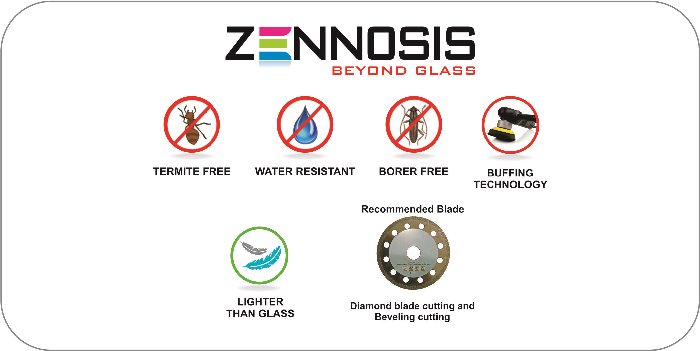 ZENNOSIS
BEYOND GLASS
TERMITE FREE
WATER RESISTANT
BORER FREE
BUFFING
TECHNOLOGY
LIGHTER
THAN GLASS
Recommended Blade
Diamond blade cutting and
Beveling cutting